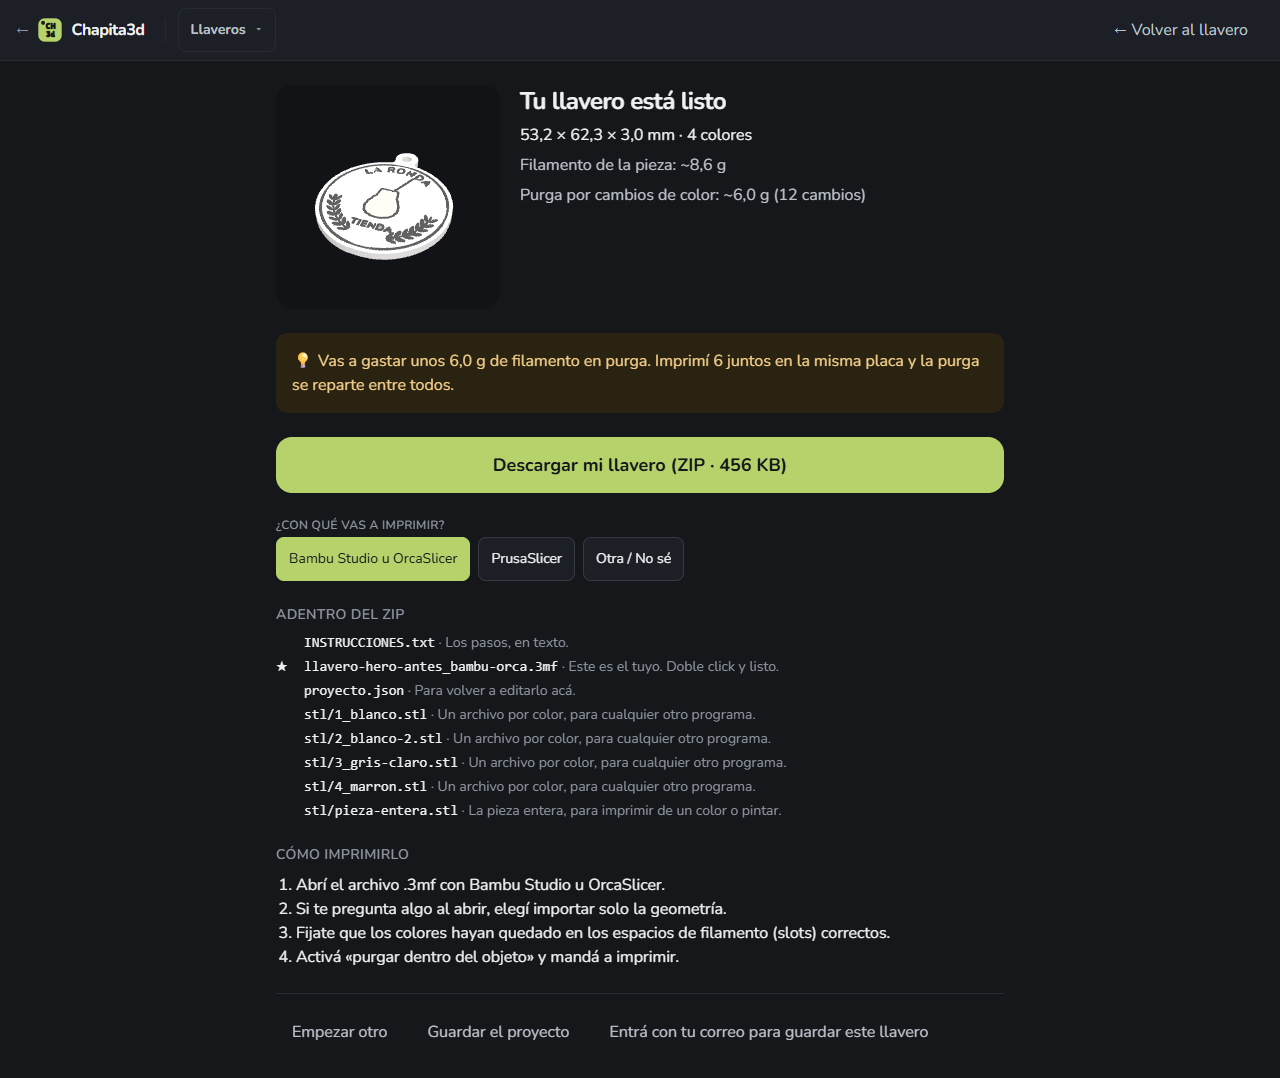 ← CH 3d Chapita3d Llaveros ← Volver al llavero
LA RONDA
TIENDA
Tu llavero está listo
53,2 × 62,3 × 3,0 mm · 4 colores
Filamento de la pieza: ~8,6 g
Purga por cambios de color: ~6,0 g (12 cambios)
💡 Vas a gastar unos 6,0 g de filamento en purga. Imprimí 6 juntos en la misma placa y la purga
se reparte entre todos.
Descargar mi llavero (ZIP · 456 KB)
¿CON QUÉ VAS A IMPRIMIR?
Bambu Studio u OrcaSlicer PrusaSlicer Otra / No sé
ADENTRO DEL ZIP
INSTRUCCIONES.txt · Los pasos, en texto.
★ llavero-hero-antes_bambu-orca.3mf · Este es el tuyo. Doble click y listo.
proyecto.json · Para volver a editarlo acá.
stl/1_blanco.stl · Un archivo por color, para cualquier otro programa.
stl/2_blanco-2.stl · Un archivo por color, para cualquier otro programa.
stl/3_gris-claro.stl · Un archivo por color, para cualquier otro programa.
stl/4_marron.stl · Un archivo por color, para cualquier otro programa.
stl/pieza-entera.stl · La pieza entera, para imprimir de un color o pintar.
CÓMO IMPRIMIRLO
1. Abrí el archivo .3mf con Bambu Studio u OrcaSlicer.
2. Si te pregunta algo al abrir, elegí importar solo la geometría.
3. Fijate que los colores hayan quedado en los espacios de filamento (slots) correctos.
4. Activá «purgar dentro del objeto» y mandá a imprimir.
Empezar otro Guardar el proyecto Entrá con tu correo para guardar este llavero